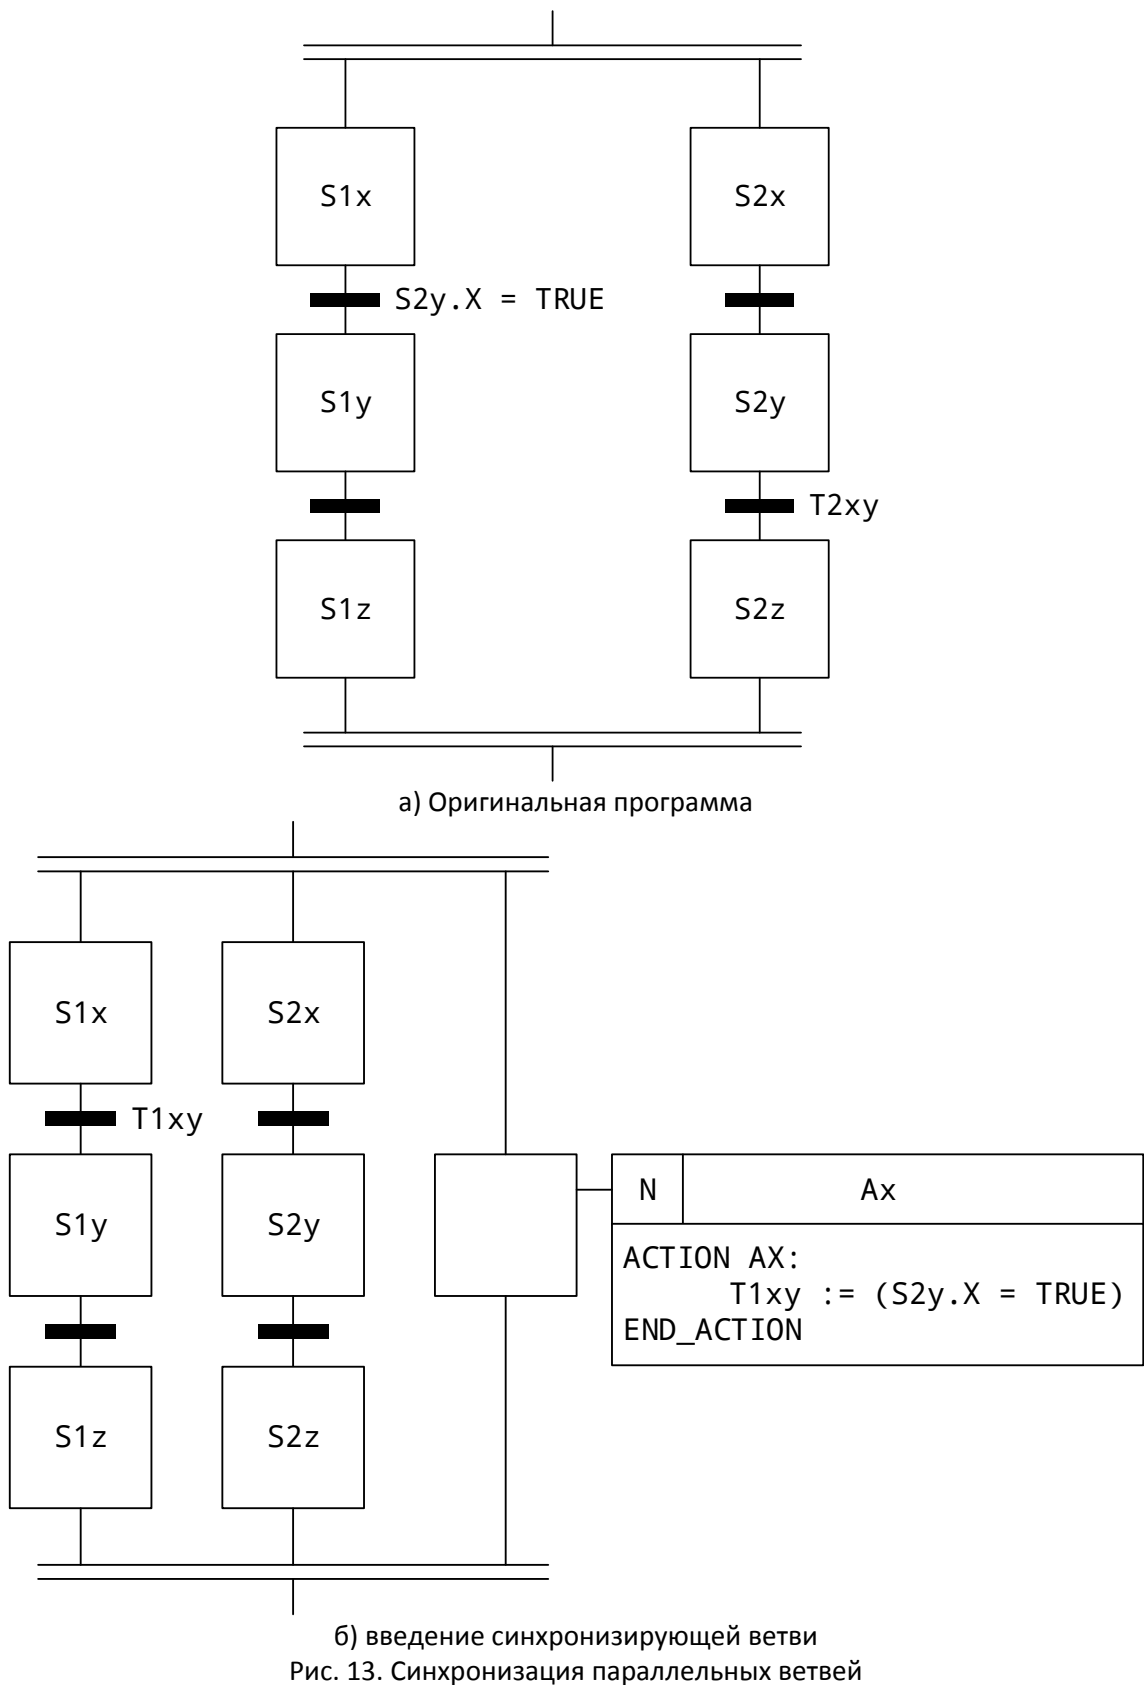 S1x
S2x
S2y.X = TRUE
S1y
S2y
T2xy
S1z
S2z
а) Оригинальная программа
S1x
S2x
T1xy
S1y
S2y
N
Ax
ACTION AX:
T1xy := (S2y.X = TRUE)
END_ACTION
S1z
S2z
б) введение синхронизирующей ветви
Рис. 13. Синхронизация параллельных ветвей